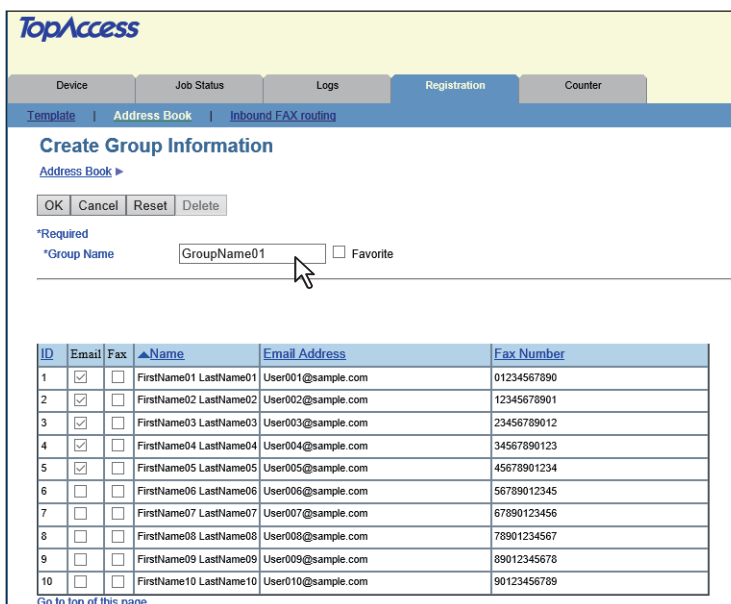 TopAccess
Device Job Status Logs Registration Counter
Template | Address Book | Inbound FAX routing
Create Group Information
Address Book
OK Cancel Reset Delete
*Required
*Group Name GroupName01 Favorite
ID Email Fax Name Email Address Fax Number
1 FirstName01 LastName01 User001@sample.com 01234567890
2 FirstName02 LastName02 User002@sample.com 12345678901
3 FirstName03 LastName03 User003@sample.com 23456789012
4 FirstName04 LastName04 User004@sample.com 34567890123
5 FirstName05 LastName05 User005@sample.com 45678901234
6 FirstName06 LastName06 User006@sample.com 56789012345
7 FirstName07 LastName07 User007@sample.com 67890123456
8 FirstName08 LastName08 User008@sample.com 78901234567
9 FirstName09 LastName09 User009@sample.com 89012345678
10 FirstName10 LastName10 User010@sample.com 90123456789
Go to top of this page